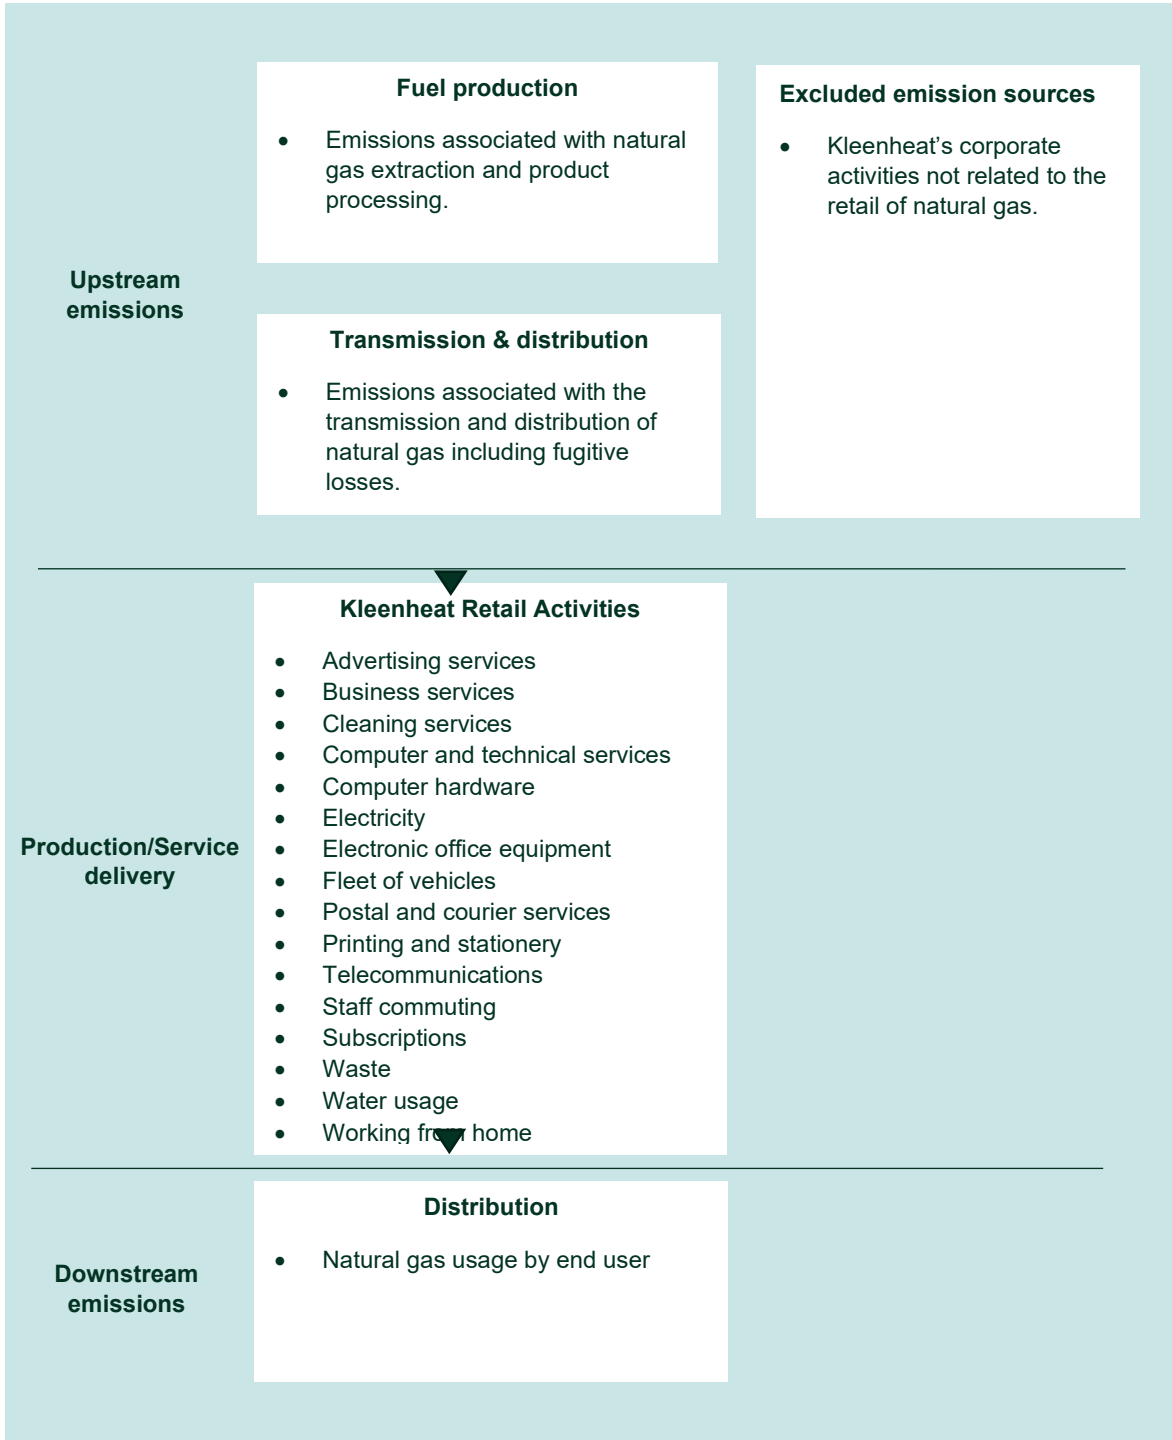 Fuel production
• Emissions associated with natural
gas extraction and product
processing.
Excluded emission sources
• Kleenheat’s corporate
activities not related to the
retail of natural gas.
Upstream
emissions
Transmission & distribution
• Emissions associated with the
transmission and distribution of
natural gas including fugitive
losses.
Kleenheat Retail Activities
• Advertising services
• Business services
• Cleaning services
• Computer and technical services
• Computer hardware
• Electricity
• Electronic office equipment
• Fleet of vehicles
• Postal and courier services
• Printing and stationery
• Telecommunications
• Staff commuting
• Subscriptions
• Waste
• Water usage
• Working from home
Production/Service
delivery
Distribution
• Natural gas usage by end user
Downstream
emissions